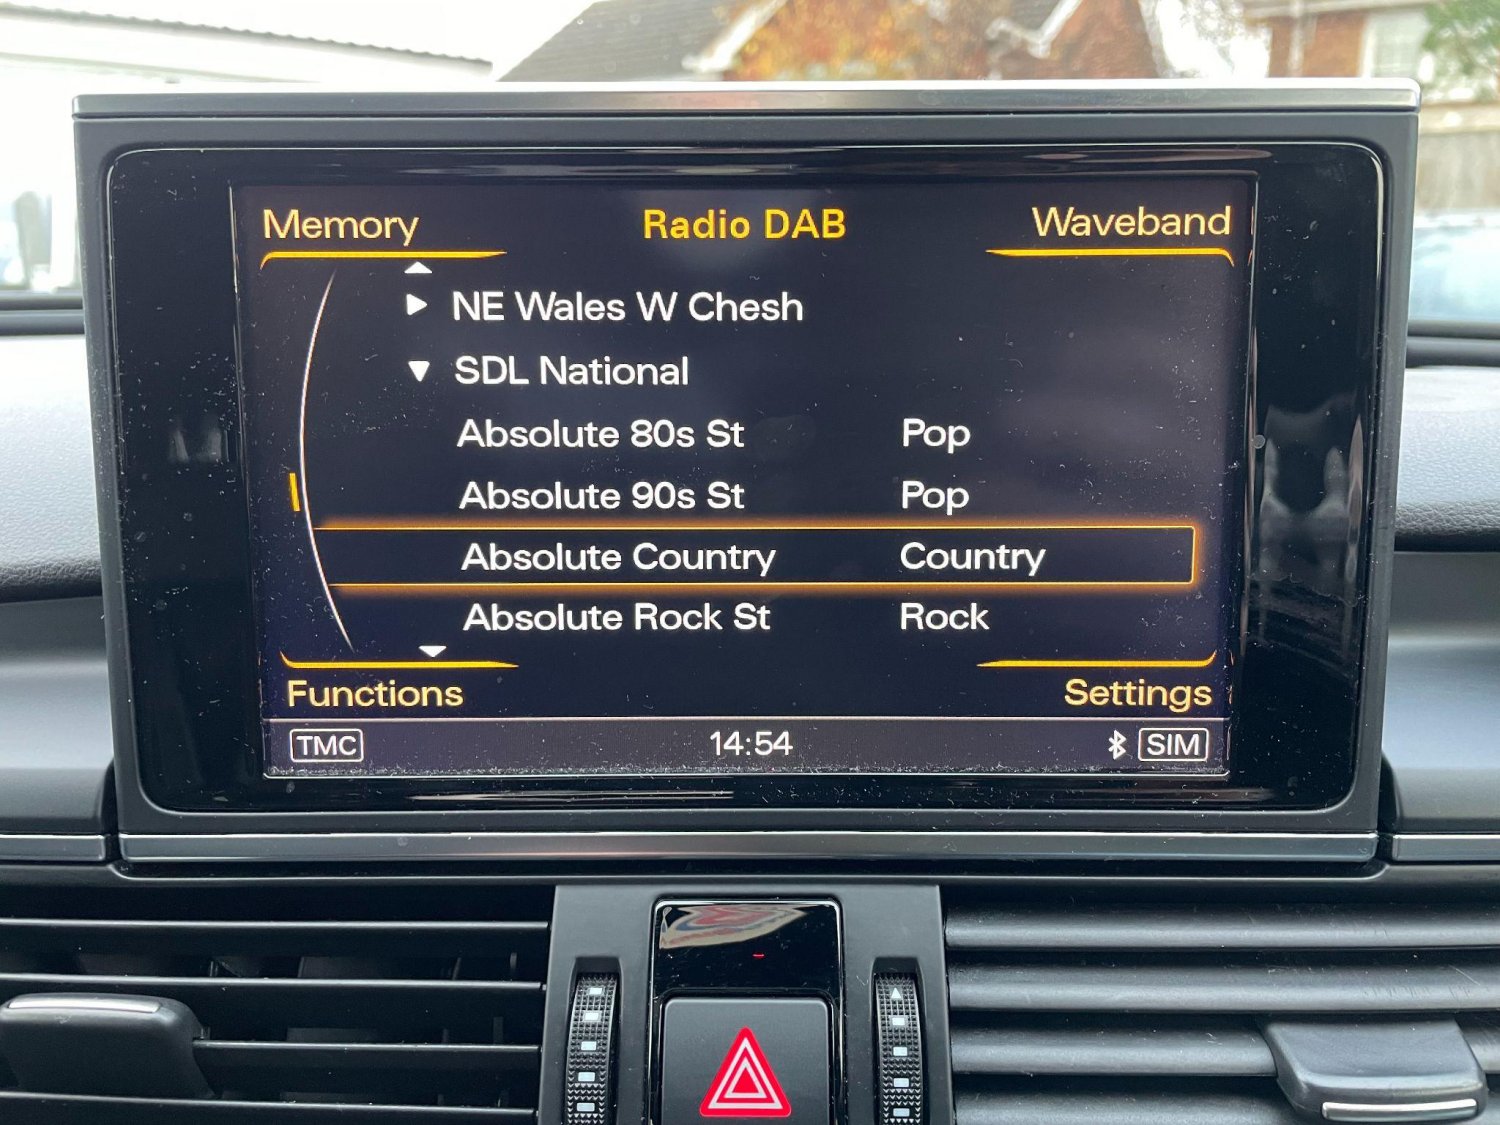 Memory Radio DAB Waveband
NE Wales W Chesh
SDL National
Absolute 80s St Pop
Absolute 90s St Pop
Absolute Country Country
Absolute Rock St Rock
Functions Settings
TMC 14:54 SIM